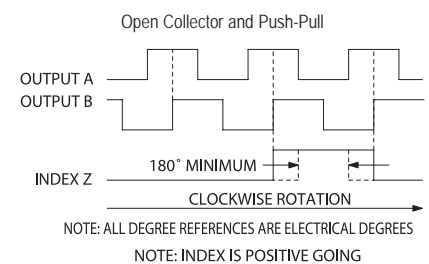 Open Collector and Push-Pull
OUTPUT A
OUTPUT B
180° MINIMUM
INDEX Z
CLOCKWISE ROTATION
NOTE: ALL DEGREE REFERENCES ARE ELECTRICAL DEGREES
NOTE: INDEX IS POSITIVE GOING